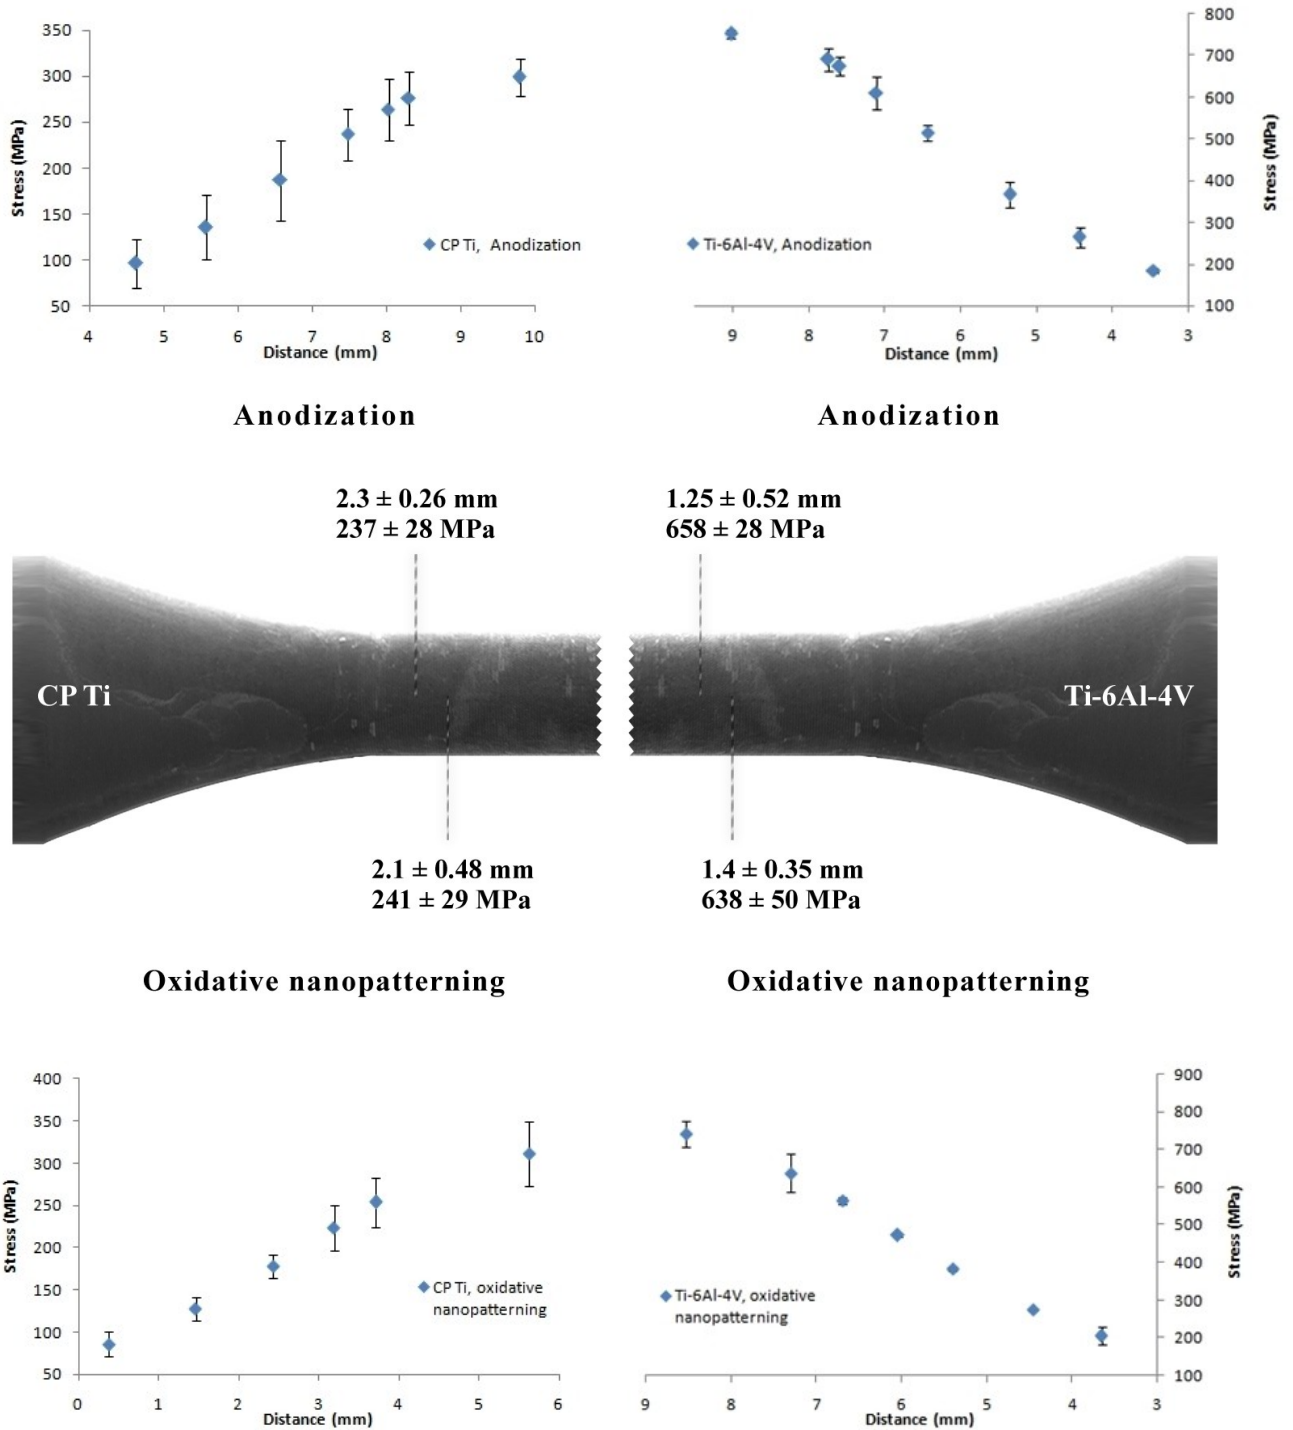 350
300
250
200
150
100
50
Stress (MPa)
CP Ti, Anodization
4 5 6 7 8 9 10
Distance (mm)
800
700
600
500
400
300
200
100
Stress (MPa)
Ti-6Al-4V, Anodization
9 8 7 6 5 4 3
Distance (mm)
Anodization
Anodization
2.3 ± 0.26 mm
237 ± 28 MPa
1.25 ± 0.52 mm
658 ± 28 MPa
CP Ti
Ti-6Al-4V
2.1 ± 0.48 mm
241 ± 29 MPa
1.4 ± 0.35 mm
638 ± 50 MPa
Oxidative nanopatterning
Oxidative nanopatterning
400
350
300
250
200
150
100
50
Stress (MPa)
CP Ti, oxidative
nanopatterning
0 1 2 3 4 5 6
Distance (mm)
900
800
700
600
500
400
300
200
100
Stress (MPa)
Ti-6Al-4V, oxidative
nanopatterning
9 8 7 6 5 4 3
Distance (mm)